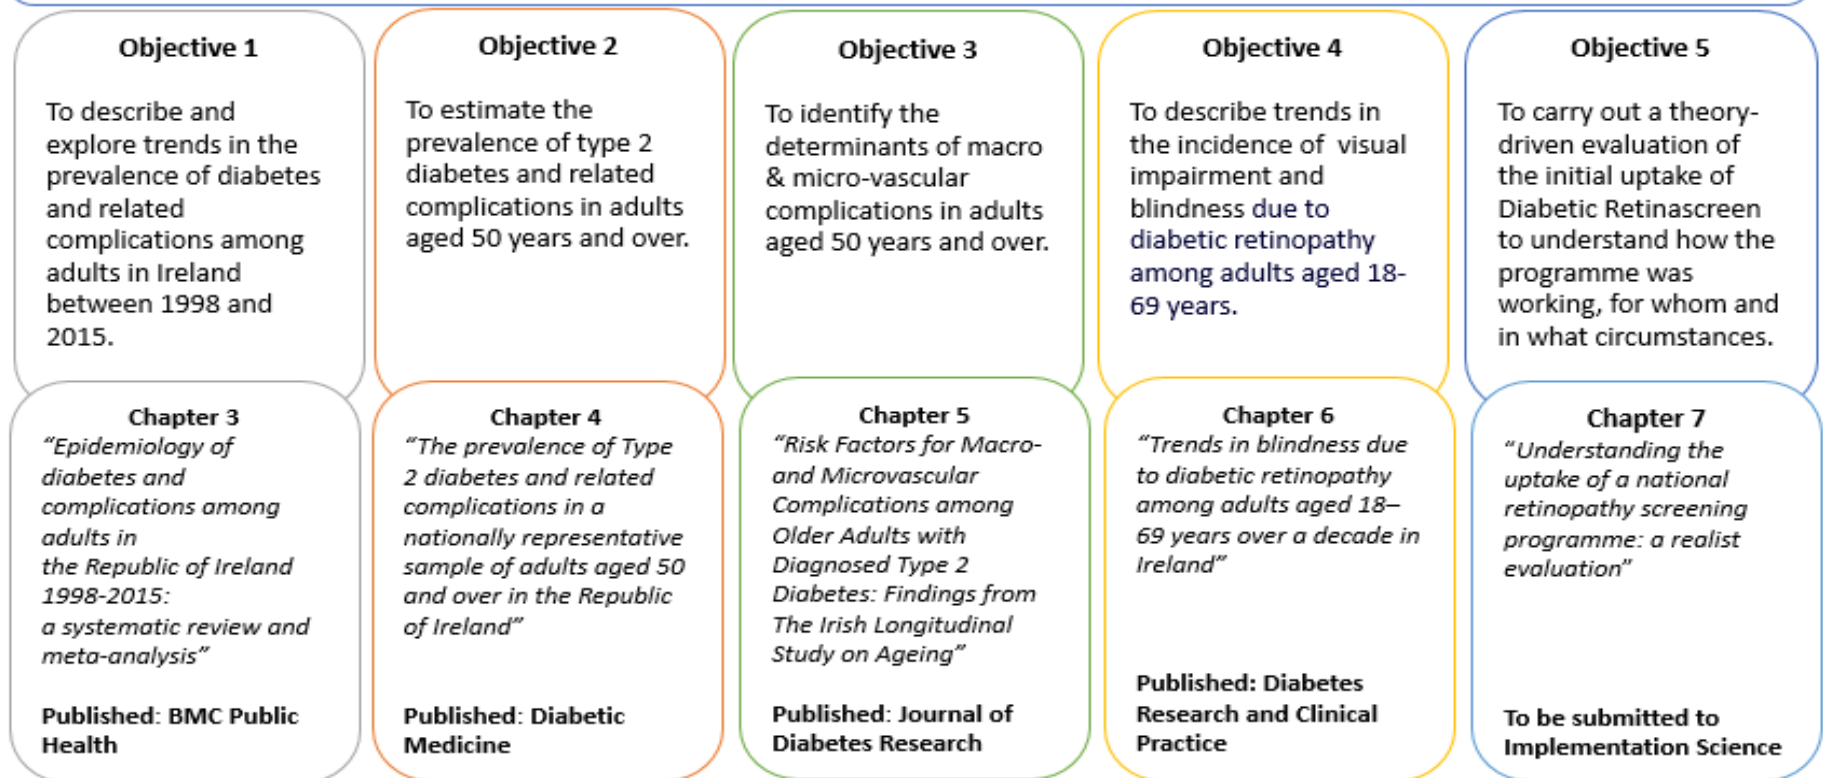 Objective 1
To describe and
explore trends in the
prevalence of diabetes
and related
complications among
adults in Ireland
between 1998 and
2015.
Objective 2
To estimate the
prevalence of type 2
diabetes and related
complications in adults
aged 50 years and over.
Objective 3
To identify the
determinants of macro
& micro-vascular
complications in adults
aged 50 years and over.
Objective 4
To describe trends in
the incidence of visual
impairment and
blindness due to
diabetic retinopathy
among adults aged 18-
69 years.
Objective 5
To carry out a theory-
driven evaluation of
the initial uptake of
Diabetic Retinascreen
to understand how the
programme was
working, for whom and
in what circumstances.
Chapter 3
“Epidemiology of
diabetes and
complications among
adults in
the Republic of Ireland
1998-2015:
a systematic review and
meta-analysis”
Published: BMC Public
Health
Chapter 4
“The prevalence of Type
2 diabetes and related
complications in a
nationally representative
sample of adults aged 50
and over in the Republic
of Ireland”
Published: Diabetic
Medicine
Chapter 5
“Risk Factors for Macro-
and Microvascular
Complications among
Older Adults with
Diagnosed Type 2
Diabetes: Findings from
The Irish Longitudinal
Study on Ageing”
Published: Journal of
Diabetes Research
Chapter 6
“Trends in blindness due
to diabetic retinopathy
among adults aged 18–
69 years over a decade in
Ireland”
Published: Diabetes
Research and Clinical
Practice
Chapter 7
“Understanding the
uptake of a national
retinopathy screening
programme: a realist
evaluation”
To be submitted to
Implementation Science